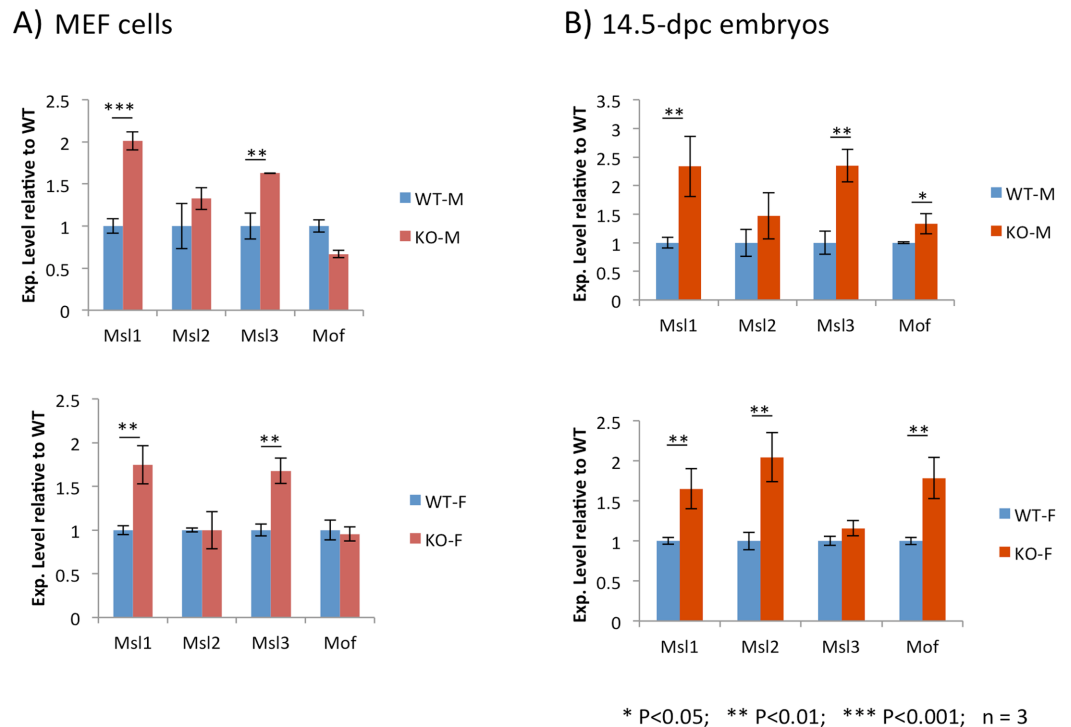 A) MEF cells
Exp. Level relative to WT
2.5
2
1.5
1
0.5
0
***
**
Msl1 Msl2 Msl3 Mof
WT-M
KO-M
Exp. Level relative to WT
2.5
2
1.5
1
0.5
0
**
**
Msl1 Msl2 Msl3 Mof
WT-F
KO-F
B) 14.5-dpc embryos
Exp. Level relative to WT
3.5
3
2.5
2
1.5
1
0.5
0
**
**
*
Msl1 Msl2 Msl3 Mof
WT-M
KO-M
Exp. Level relative to WT
2.5
2
1.5
1
0.5
0
**
**
**
Msl1 Msl2 Msl3 Mof
WT-F
KO-F
* P<0.05; ** P<0.01; *** P<0.001; n = 3